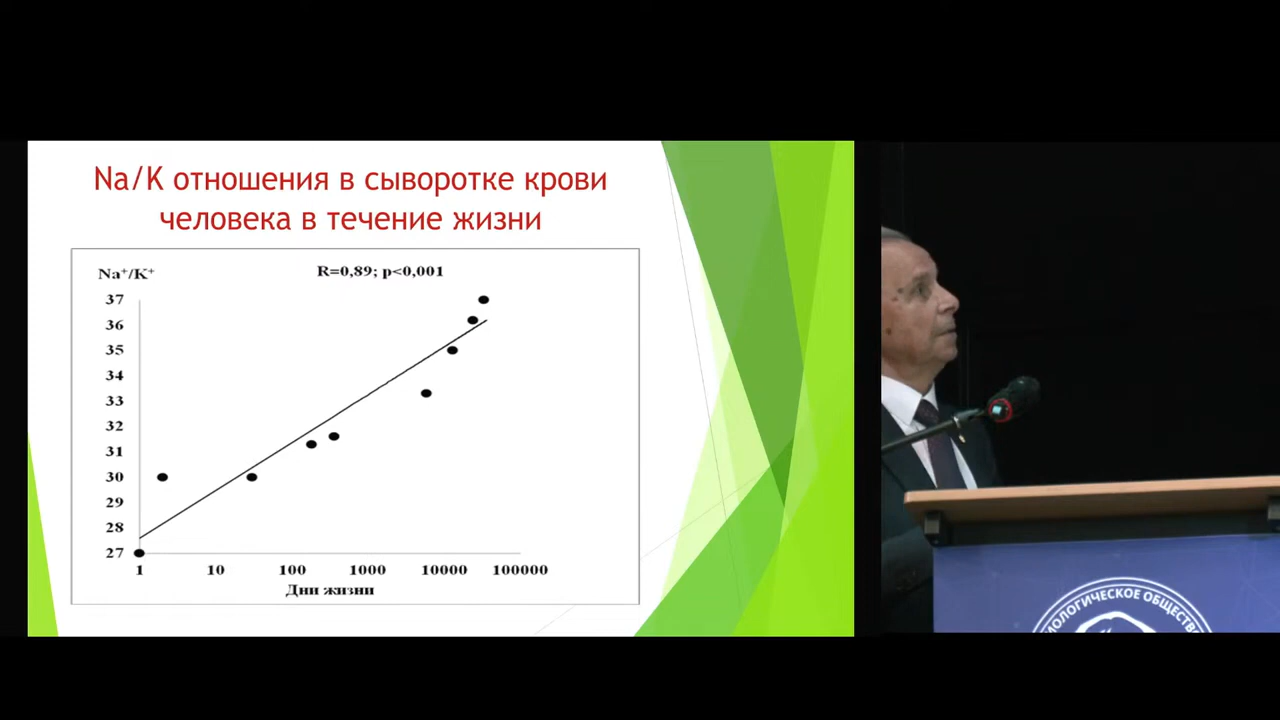 Na/K отношения в сыворотке крови
человека в течение жизни
Na⁺/K⁺
R=0,89; p<0,001
37
36
35
34
33
32
31
30
29
28
27
1 10 100 1000 10000 100000
Дни жизни
ОБЩЕСТВО